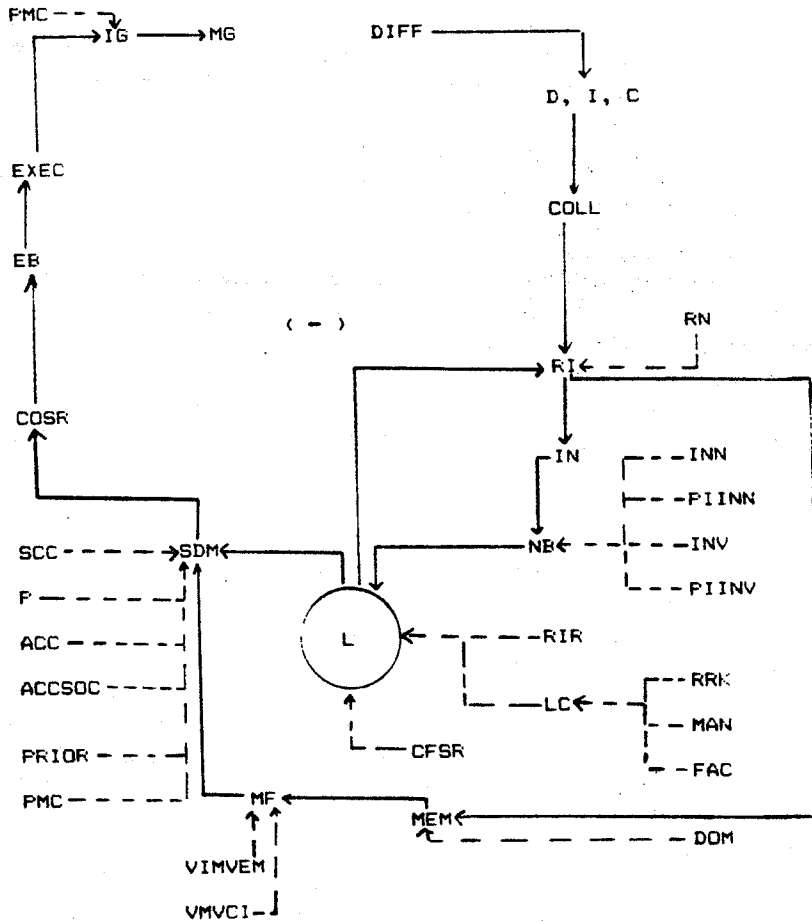 PMC
IG MG DIFF
D, I, C
EXEC
COLL
EB
( - )
RN
RI
COSR
IN INN
PIINN
SCC SDM NB INV
P PIINV
ACC L RIR
ACCSOC LC RRK
MAN
PRIOR CFSR
FAC
PMC MF
MEM
DOM
VIMVEM
VMVCI